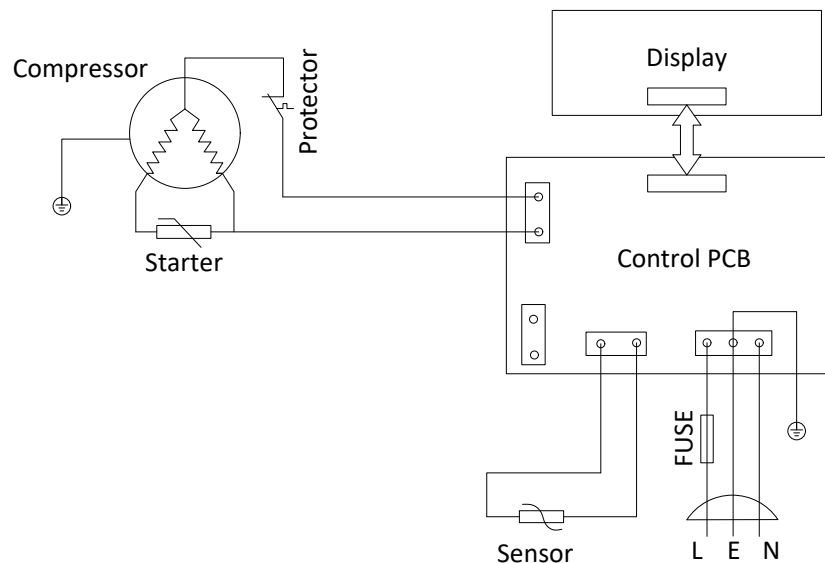 Display
Compressor
Protector
Starter
Control PCB
FUSE
Sensor
L E N